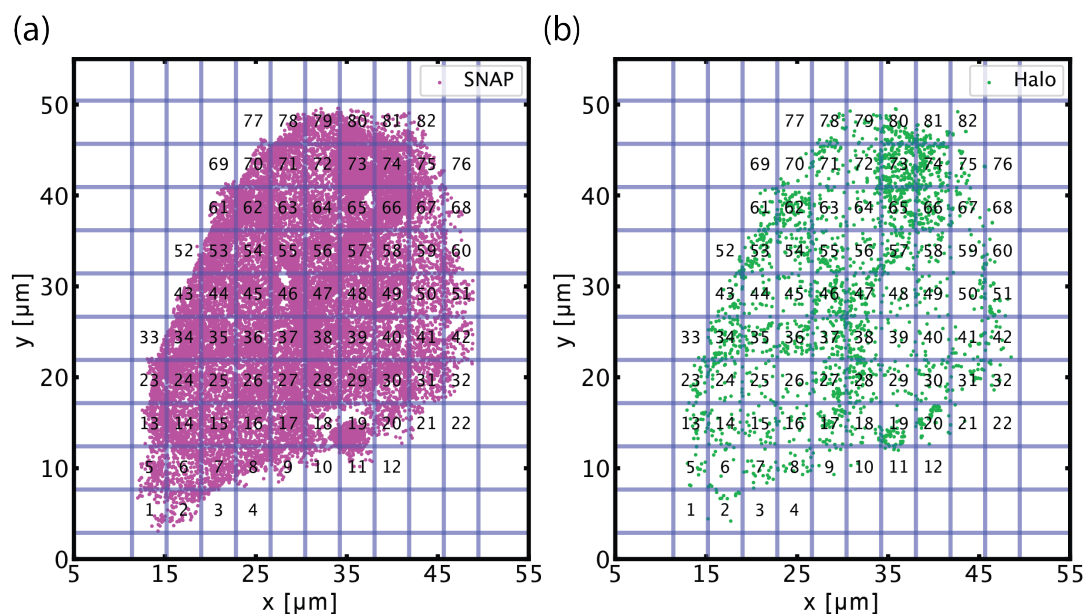 (a)
SNAP
50
40
30
20
10
0
y [µm]
77 78 79 80 81 82
69 70 71 72 73 74 75 76
61 62 63 64 65 66 67 68
52 53 54 55 56 57 58 59 60
43 44 45 46 47 48 49 50 51
33 34 35 36 37 38 39 40 41 42
23 24 25 26 27 28 29 30 31 32
13 14 15 16 17 18 19 20 21 22
5 6 7 8 9 10 11 12
1 2 3 4
5 15 25 35 45 55
x [µm]
(b)
Halo
50
40
30
20
10
0
y [µm]
77 78 79 80 81 82
69 70 71 72 73 74 75 76
61 62 63 64 65 66 67 68
52 53 54 55 56 57 58 59 60
43 44 45 46 47 48 49 50 51
33 34 35 36 37 38 39 40 41 42
23 24 25 26 27 28 29 30 31 32
13 14 15 16 17 18 19 20 21 22
5 6 7 8 9 10 11 12
1 2 3 4
5 15 25 35 45 55
x [µm]